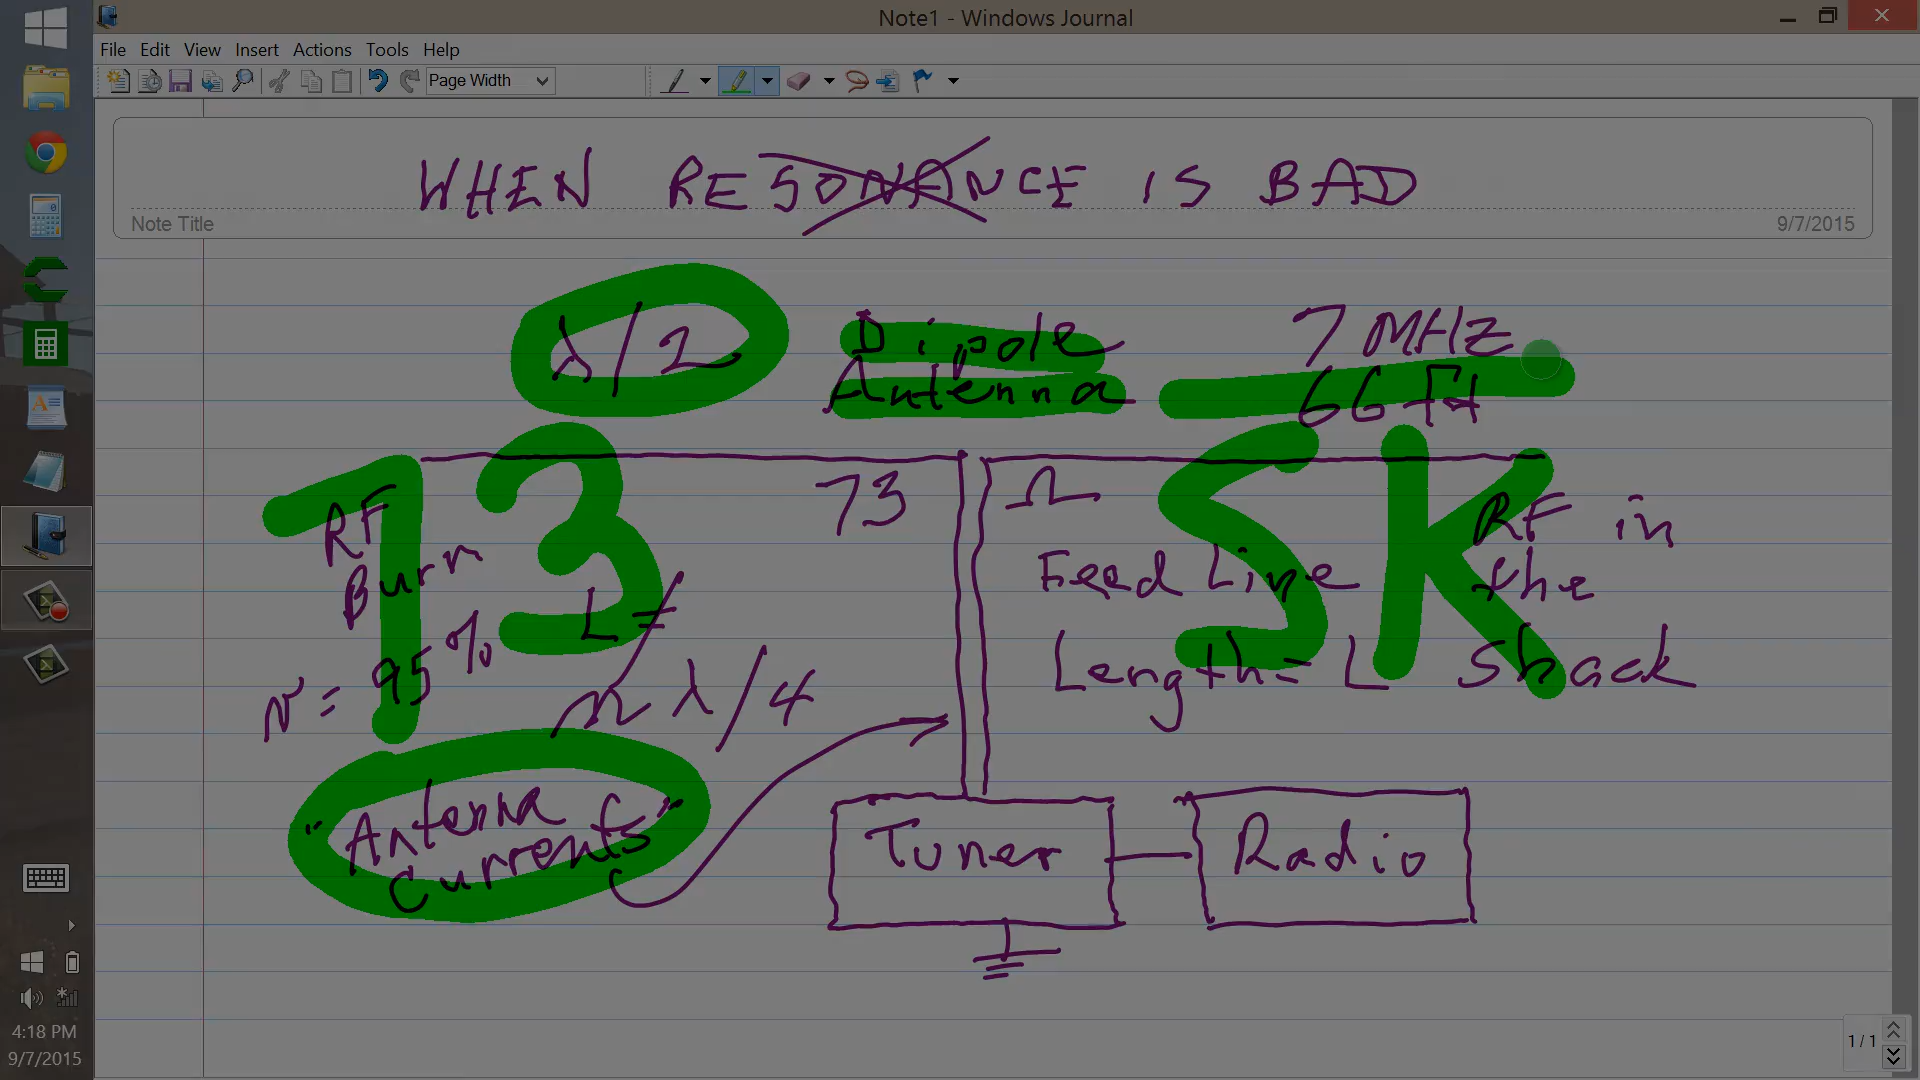 Note1 - Windows Journal
File Edit View Insert Actions Tools Help
Page Width
WHEN RESONANCE IS BAD
Note Title
9/7/2015
λ/2
Dipole
Antenna
7 MHz
66 Ft
73
SK
RF
Burn
73 Ω
RF in
the
shack
Feed Line
Length = L
L =
n λ/4
v = 95%
"Antenna
Currents"
Tuner
Radio
4:18 PM
9/7/2015
1 / 1